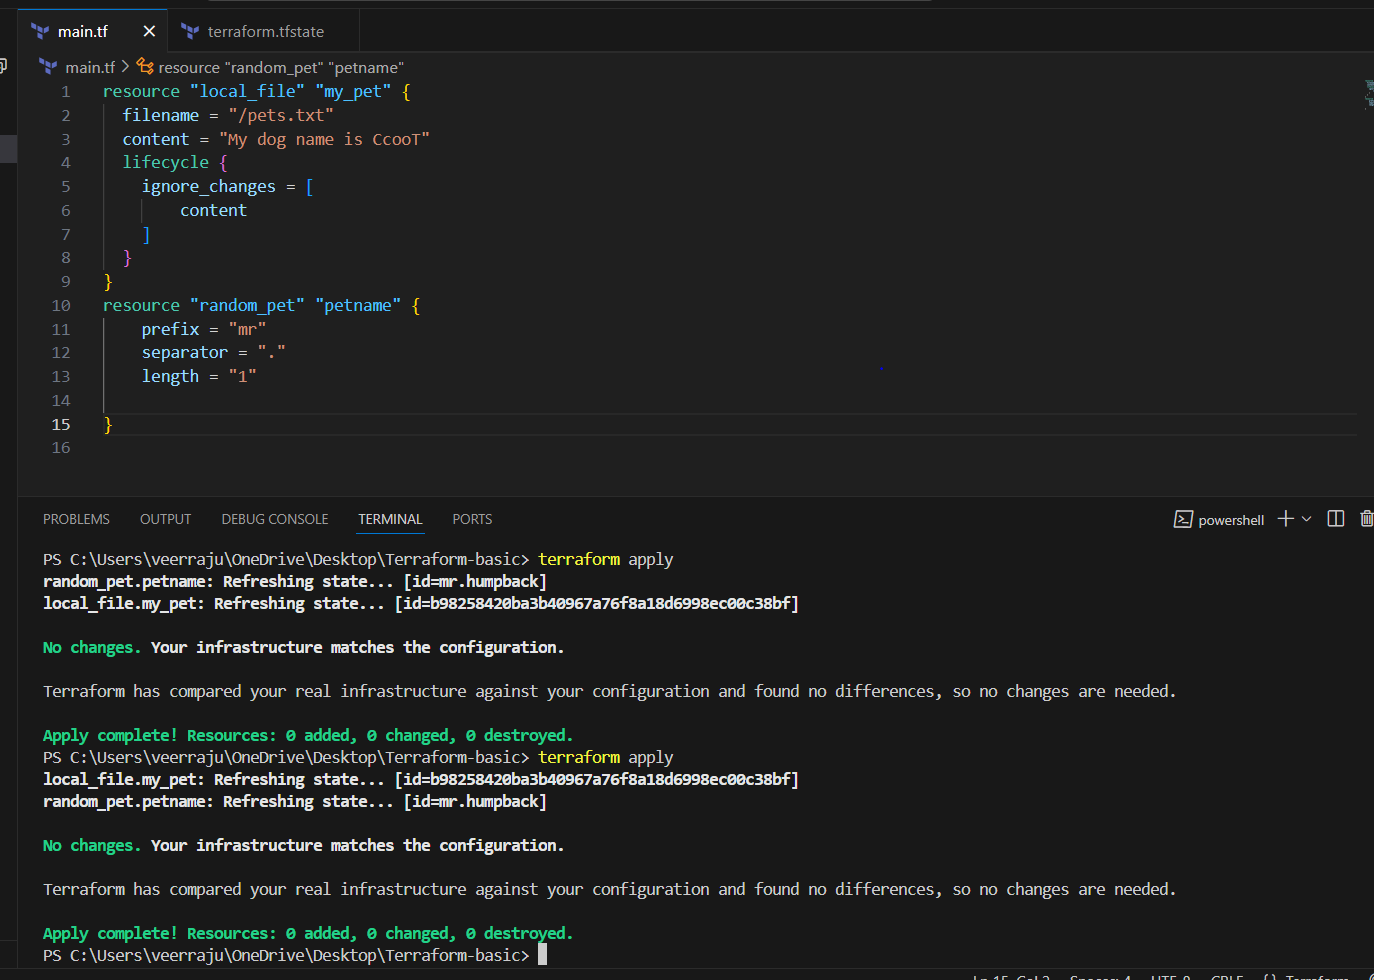 main.tf
terraform.tfstate
main.tf > resource "random_pet" "petname"
1 resource "local_file" "my_pet" {
2 filename = "/pets.txt"
3 content = "My dog name is CcooT"
4 lifecycle {
5 ignore_changes = [
6 content
7 ]
8 }
9 }
10 resource "random_pet" "petname" {
11 prefix = "mr"
12 separator = "."
13 length = "1"
14
15 }
16
PROBLEMS OUTPUT DEBUG CONSOLE TERMINAL PORTS
powershell
PS C:\Users\veerraju\OneDrive\Desktop\Terraform-basic> terraform apply
random_pet.petname: Refreshing state... [id=mr.humpback]
local_file.my_pet: Refreshing state... [id=b98258420ba3b40967a76f8a18d6998ec00c38bf]
No changes. Your infrastructure matches the configuration.
Terraform has compared your real infrastructure against your configuration and found no differences, so no changes are needed.
Apply complete! Resources: 0 added, 0 changed, 0 destroyed.
PS C:\Users\veerraju\OneDrive\Desktop\Terraform-basic> terraform apply
local_file.my_pet: Refreshing state... [id=b98258420ba3b40967a76f8a18d6998ec00c38bf]
random_pet.petname: Refreshing state... [id=mr.humpback]
No changes. Your infrastructure matches the configuration.
Terraform has compared your real infrastructure against your configuration and found no differences, so no changes are needed.
Apply complete! Resources: 0 added, 0 changed, 0 destroyed.
PS C:\Users\veerraju\OneDrive\Desktop\Terraform-basic>